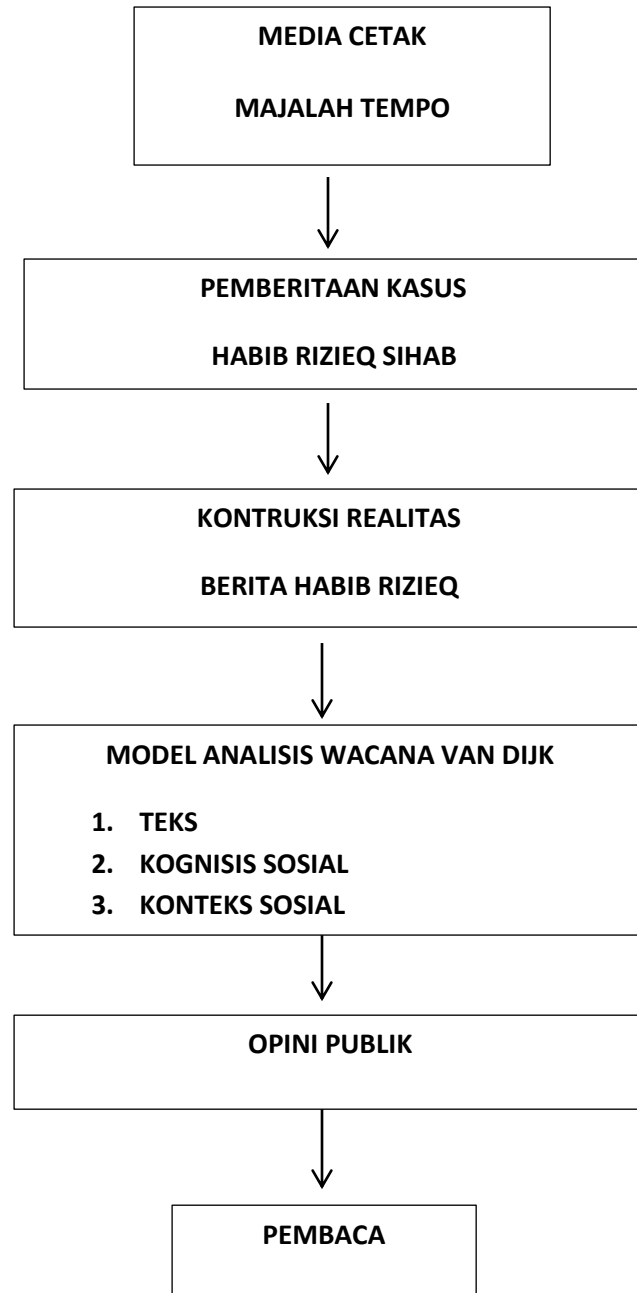 MEDIA CETAK
MAJALAH TEMPO
PEMBERITAAN KASUS
HABIB RIZIEQ SIHAB
KONTRUKSI REALITAS
BERITA HABIB RIZIEQ
MODEL ANALISIS WACANA VAN DIJK
1. TEKS
2. KOGNISIS SOSIAL
3. KONTEKS SOSIAL
OPINI PUBLIK
PEMBACA